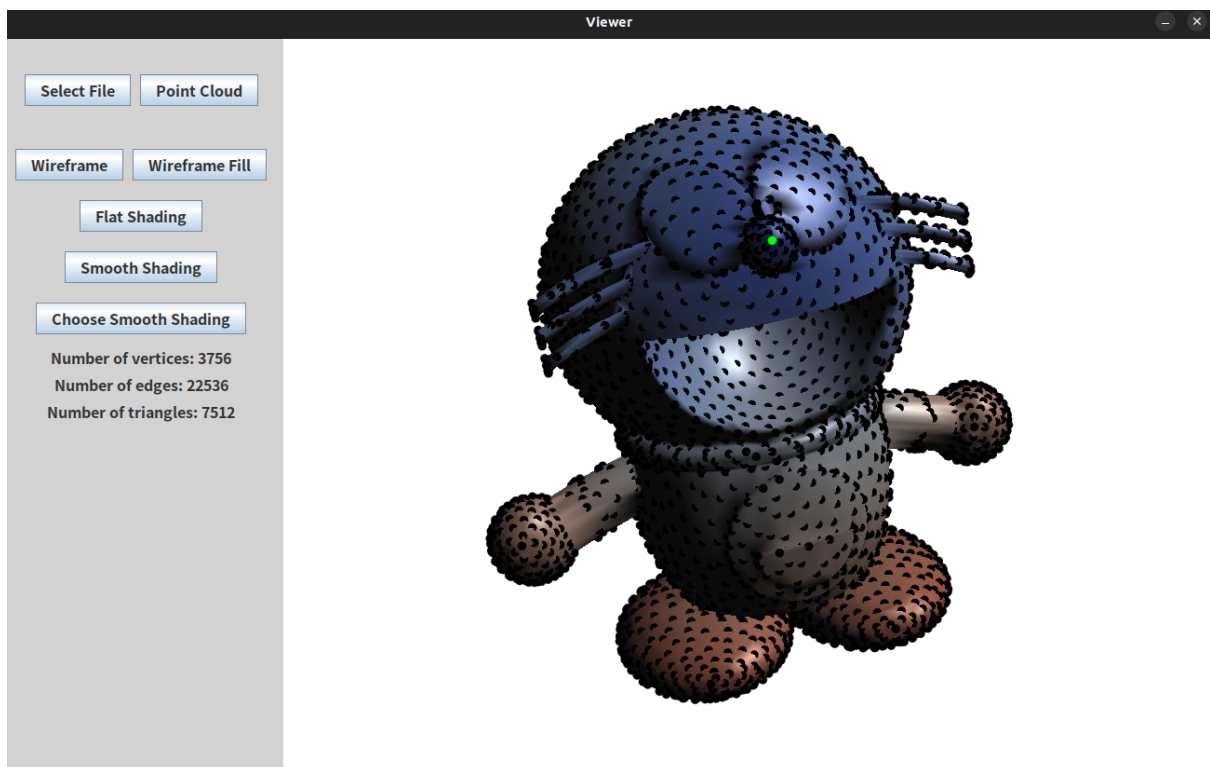 Viewer
Select File Point Cloud
Wireframe Wireframe Fill
Flat Shading
Smooth Shading
Choose Smooth Shading
Number of vertices: 3756
Number of edges: 22536
Number of triangles: 7512